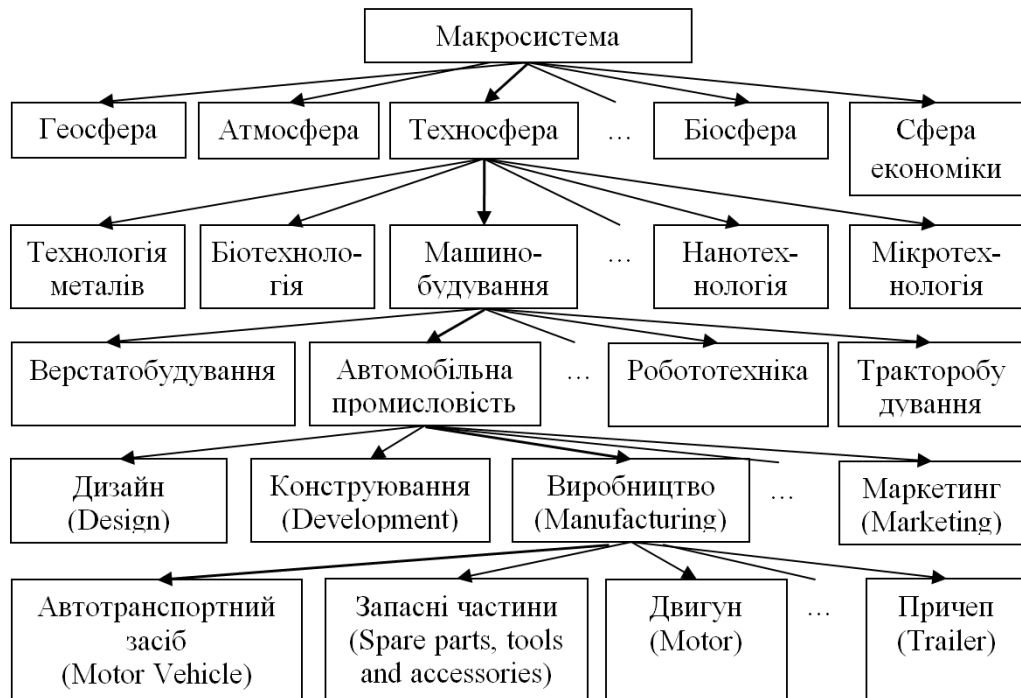 Макросистема
Геосфера
Атмосфера
Техносфера
...
Біосфера
Сфера
економіки
Технологія
металів
Біотехноло-
гія
Машино-
будування
...
Нанотех-
нологія
Мікротех-
нологія
Верстатобудування
Автомобільна
промисловість
...
Робототехніка
Тракторобу
дування
Дизайн
(Design)
Конструювання
(Development)
Виробництво
(Manufacturing)
...
Маркетинг
(Marketing)
Автотранспортний
засіб
(Motor Vehicle)
Запасні частини
(Spare parts, tools
and accessories)
Двигун
(Motor)
...
Причеп
(Trailer)